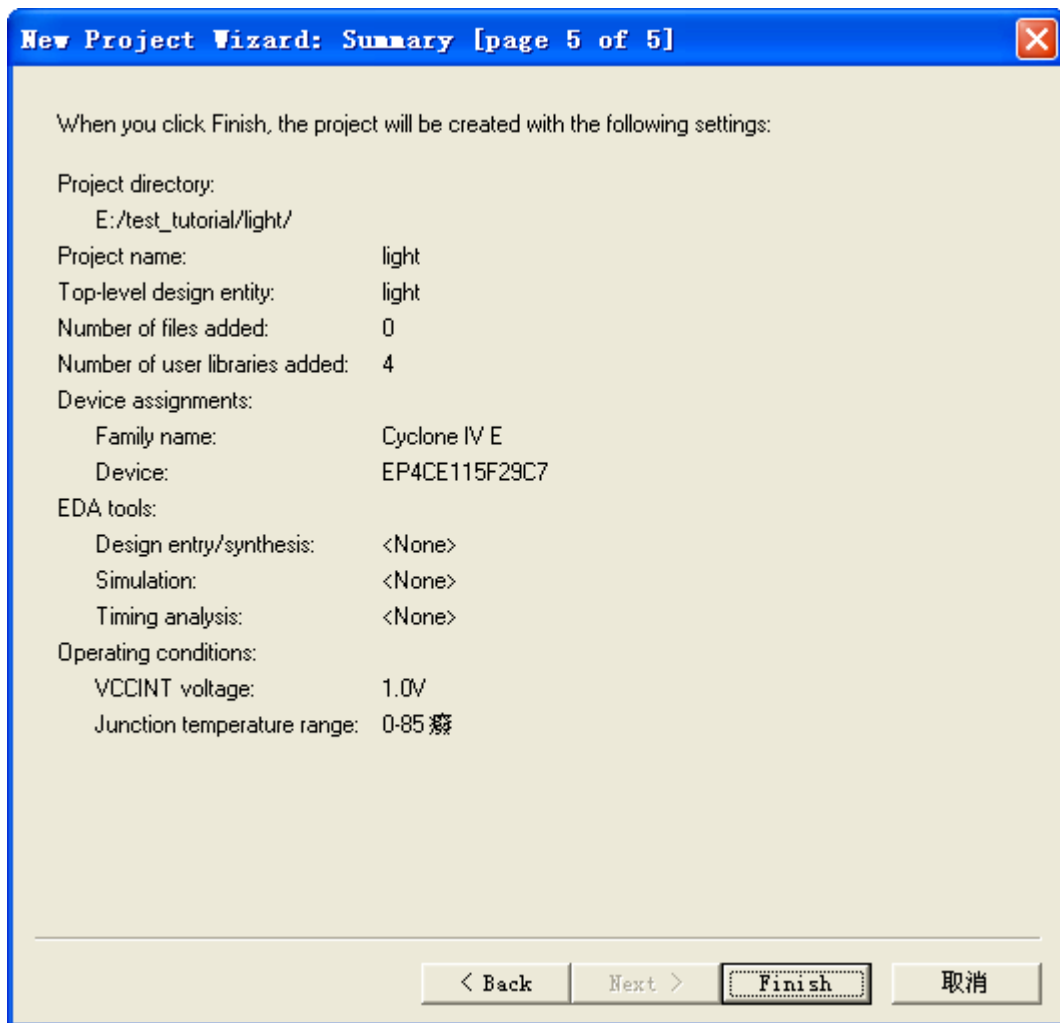 New Project Wizard: Summary [page 5 of 5]
When you click Finish, the project will be created with the following settings:
Project directory:
E:/test_tutorial/light/
Project name: light
Top-level design entity: light
Number of files added: 0
Number of user libraries added: 4
Device assignments:
Family name: Cyclone IV E
Device: EP4CE115F29C7
EDA tools:
Design entry/synthesis: <None>
Simulation: <None>
Timing analysis: <None>
Operating conditions:
VCCINT voltage: 1.0V
Junction temperature range: 0-85 癈
< Back Next > Finish 取消